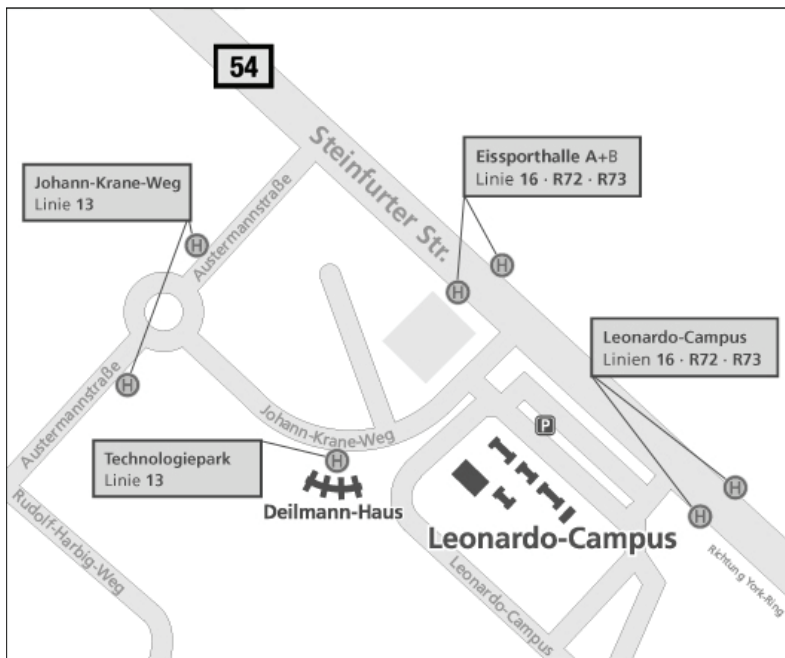 54
Steinfurter Str.
Eissporthalle A+B
Linie 16 · R72 · R73
Johann-Krane-Weg
Linie 13
H
Austermannstraße
H
H
Leonardo-Campus
Linien 16 · R72 · R73
H
Austermannstraße
Johann-Krane-Weg
P
Technologiepark
Linie 13
H
Deilmann-Haus
H
H
Leonardo-Campus
Rudolf-Harbig-Weg
Leonardo-Campus
Richtung York-Ring